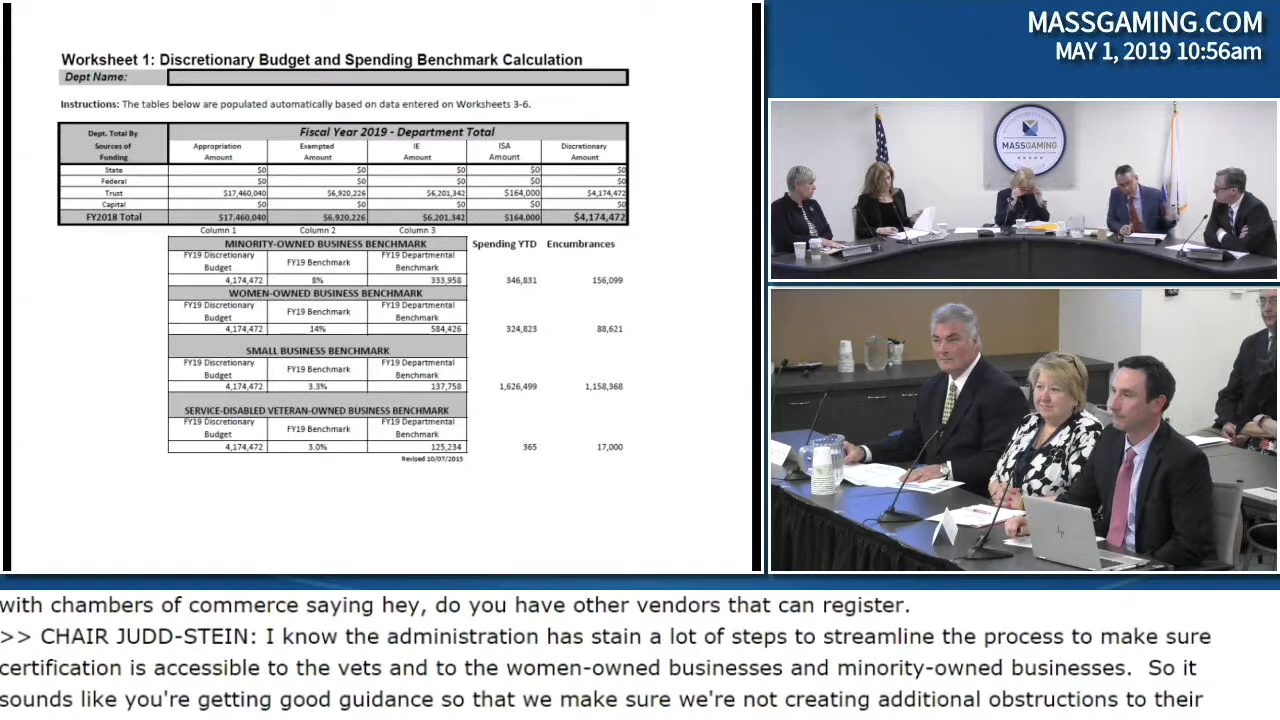 MASSGAMING.COM
MAY 1, 2019 10:56am
Worksheet 1: Discretionary Budget and Spending Benchmark Calculation
Dept Name:
Instructions: The tables below are populated automatically based on data entered on Worksheets 3-6.
Dept. Total By Sources of Funding
Fiscal Year 2019 - Department Total
Appropriation Amount Exempted Amount IE Amount ISA Amount Discretionary Amount
State $0 $0 $0 $0 $0
Federal $0 $0 $0 $0 $0
Trust $17,460,040 $6,920,226 $6,201,342 $164,000 $4,174,472
Capital $0 $0 $0 $0 $0
FY2018 Total $17,460,040 $6,920,226 $6,201,342 $164,000 $4,174,472
Column 1 Column 2 Column 3
MINORITY-OWNED BUSINESS BENCHMARK Spending YTD Encumbrances
FY19 Discretionary Budget FY19 Benchmark FY19 Departmental Benchmark
4,174,472 8% 333,958 346,831 156,099
WOMEN-OWNED BUSINESS BENCHMARK
FY19 Discretionary Budget FY19 Benchmark FY19 Departmental Benchmark
4,174,472 14% 584,426 324,823 88,621
SMALL BUSINESS BENCHMARK
FY19 Discretionary Budget FY19 Benchmark FY19 Departmental Benchmark
4,174,472 3.3% 137,758 1,626,499 1,158,368
SERVICE-DISABLED VETERAN-OWNED BUSINESS BENCHMARK
FY19 Discretionary Budget FY19 Benchmark FY19 Departmental Benchmark
4,174,472 3.0% 125,234 365 17,000
Revised 10/07/2015
MASSGAMING
hp
with chambers of commerce saying hey, do you have other vendors that can register.
>> CHAIR JUDD-STEIN: I know the administration has stain a lot of steps to streamline the process to make sure
certification is accessible to the vets and to the women-owned businesses and minority-owned businesses. So it
sounds like you're getting good guidance so that we make sure we're not creating additional obstructions to their